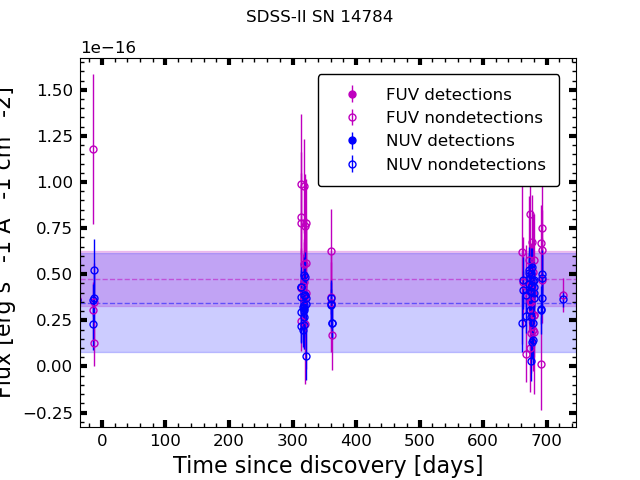 SDSS-II SN 14784
1e−16
1.50
1.25
1.00
0.75
0.50
0.25
0.00
−0.25
Flux [erg s -1 A -1 cm -2]
FUV detections
FUV nondetections
NUV detections
NUV nondetections
0 100 200 300 400 500 600 700
Time since discovery [days]